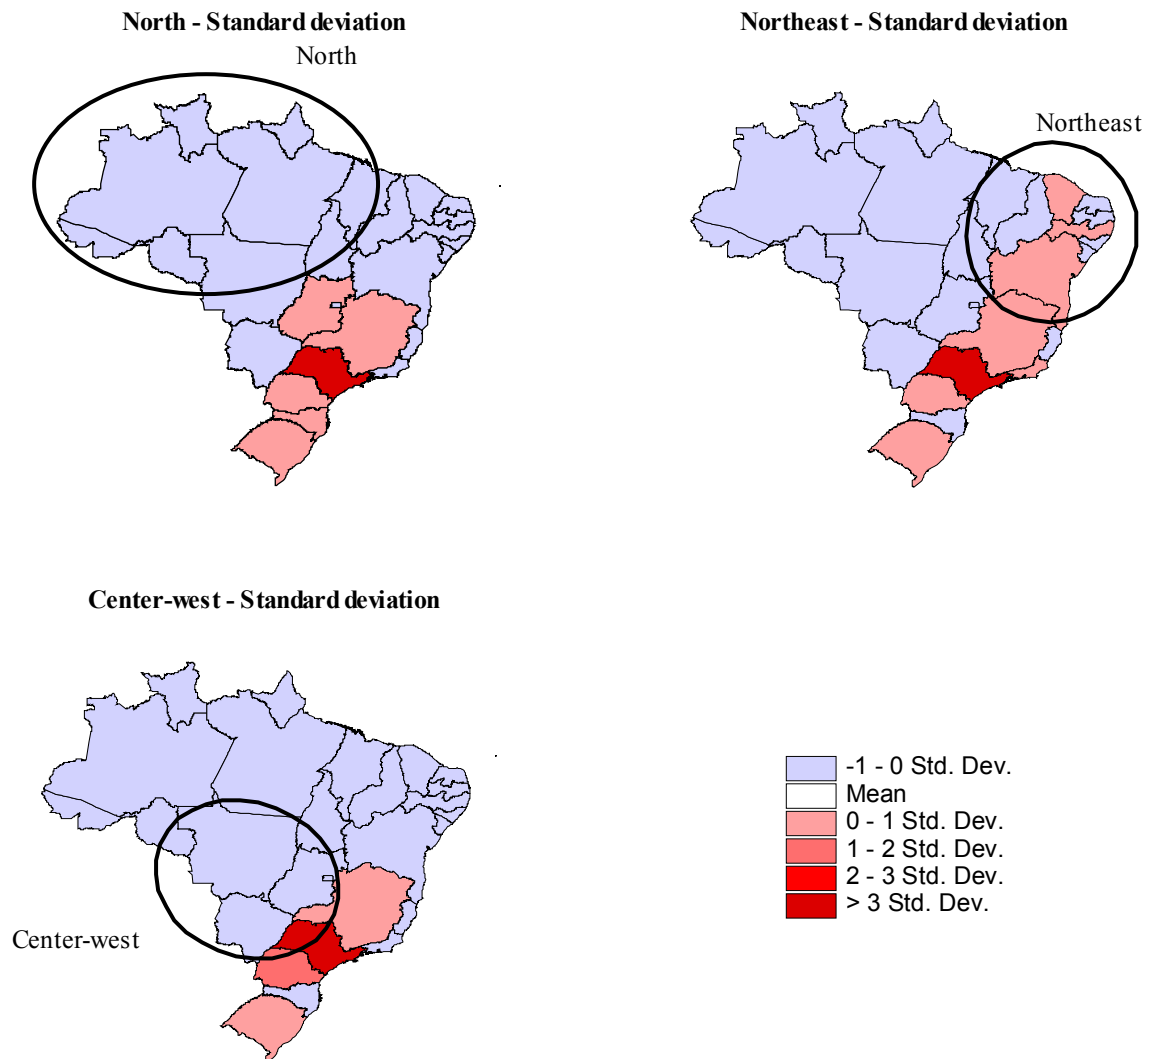 North - Standard deviation
North
Northeast - Standard deviation
Northeast
Center-west - Standard deviation
Center-west
-1 - 0 Std. Dev.
Mean
0 - 1 Std. Dev.
1 - 2 Std. Dev.
2 - 3 Std. Dev.
> 3 Std. Dev.